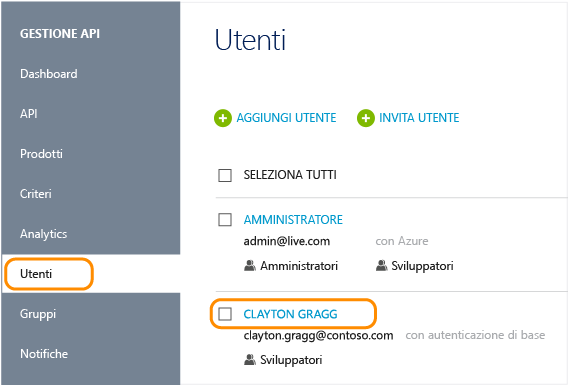 GESTIONE API
Dashboard
API
Prodotti
Criteri
Analytics
Utenti
Gruppi
Notifiche
Utenti
AGGIUNGI UTENTE INVITA UTENTE
SELEZIONA TUTTI
AMMINISTRATORE
admin@live.com con Azure
Amministratori Sviluppatori
CLAYTON GRAGG
clayton.gragg@contoso.com con autenticazione di base
Sviluppatori